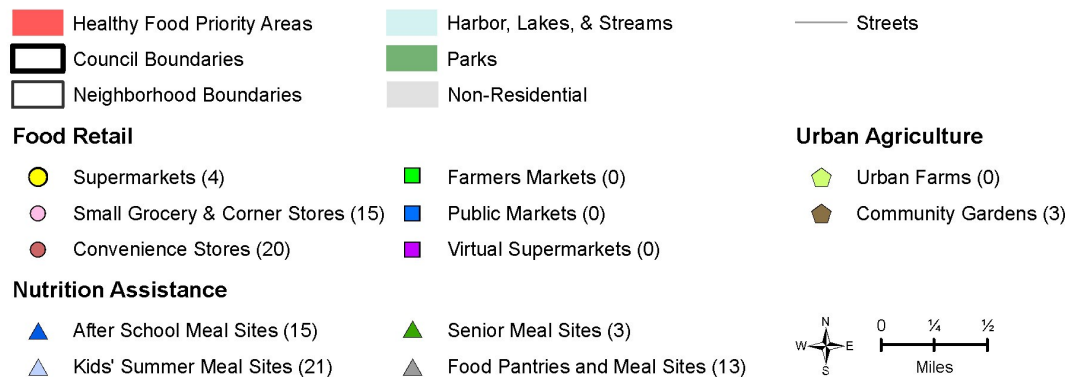 Healthy Food Priority Areas
Harbor, Lakes, & Streams
Streets
Council Boundaries
Parks
Neighborhood Boundaries
Non-Residential
Food Retail
Urban Agriculture
Supermarkets (4)
Farmers Markets (0)
Urban Farms (0)
Small Grocery & Corner Stores (15)
Public Markets (0)
Community Gardens (3)
Convenience Stores (20)
Virtual Supermarkets (0)
Nutrition Assistance
After School Meal Sites (15)
Senior Meal Sites (3)
Kids' Summer Meal Sites (21)
Food Pantries and Meal Sites (13)
N
W E
S
0 ¼ ½
Miles